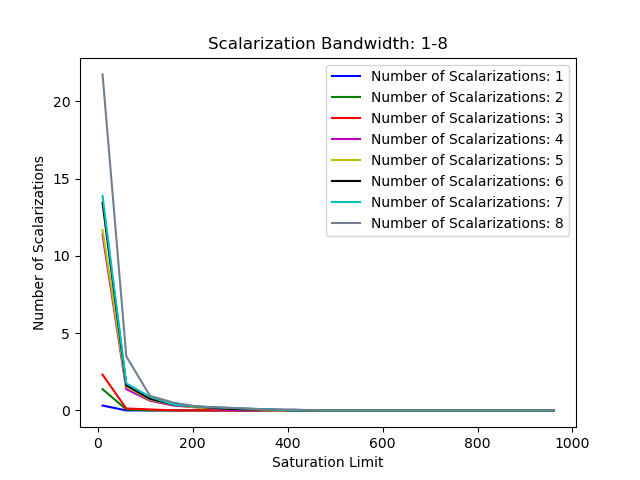 Scalarization Bandwidth: 1-8
Number of Scalarizations: 1
Number of Scalarizations: 2
Number of Scalarizations: 3
Number of Scalarizations: 4
Number of Scalarizations: 5
Number of Scalarizations: 6
Number of Scalarizations: 7
Number of Scalarizations: 8
Number of Scalarizations
20
15
10
5
0
0 200 400 600 800 1000
Saturation Limit